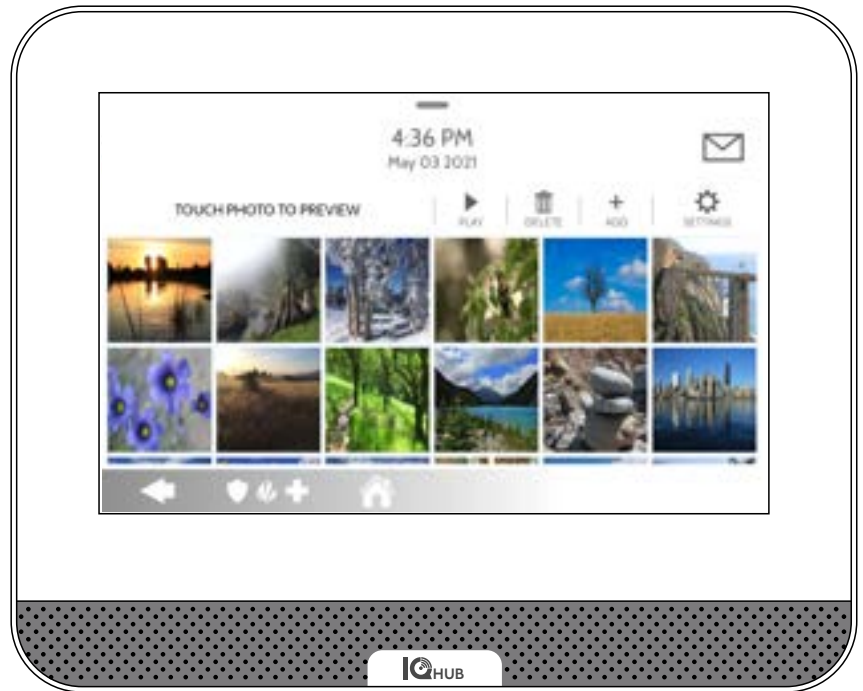 4:36 PM
May 03 2021
TOUCH PHOTO TO PREVIEW
PLAY
DELETE
ADD
SETTINGS
IQ HUB